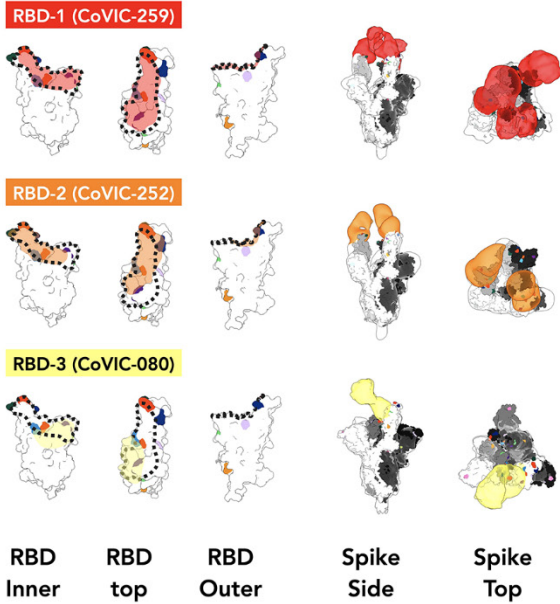 RBD-1 (CoVIC-259)
RBD-2 (CoVIC-252)
RBD-3 (CoVIC-080)
RBD Inner
RBD top
RBD Outer
Spike Side
Spike Top